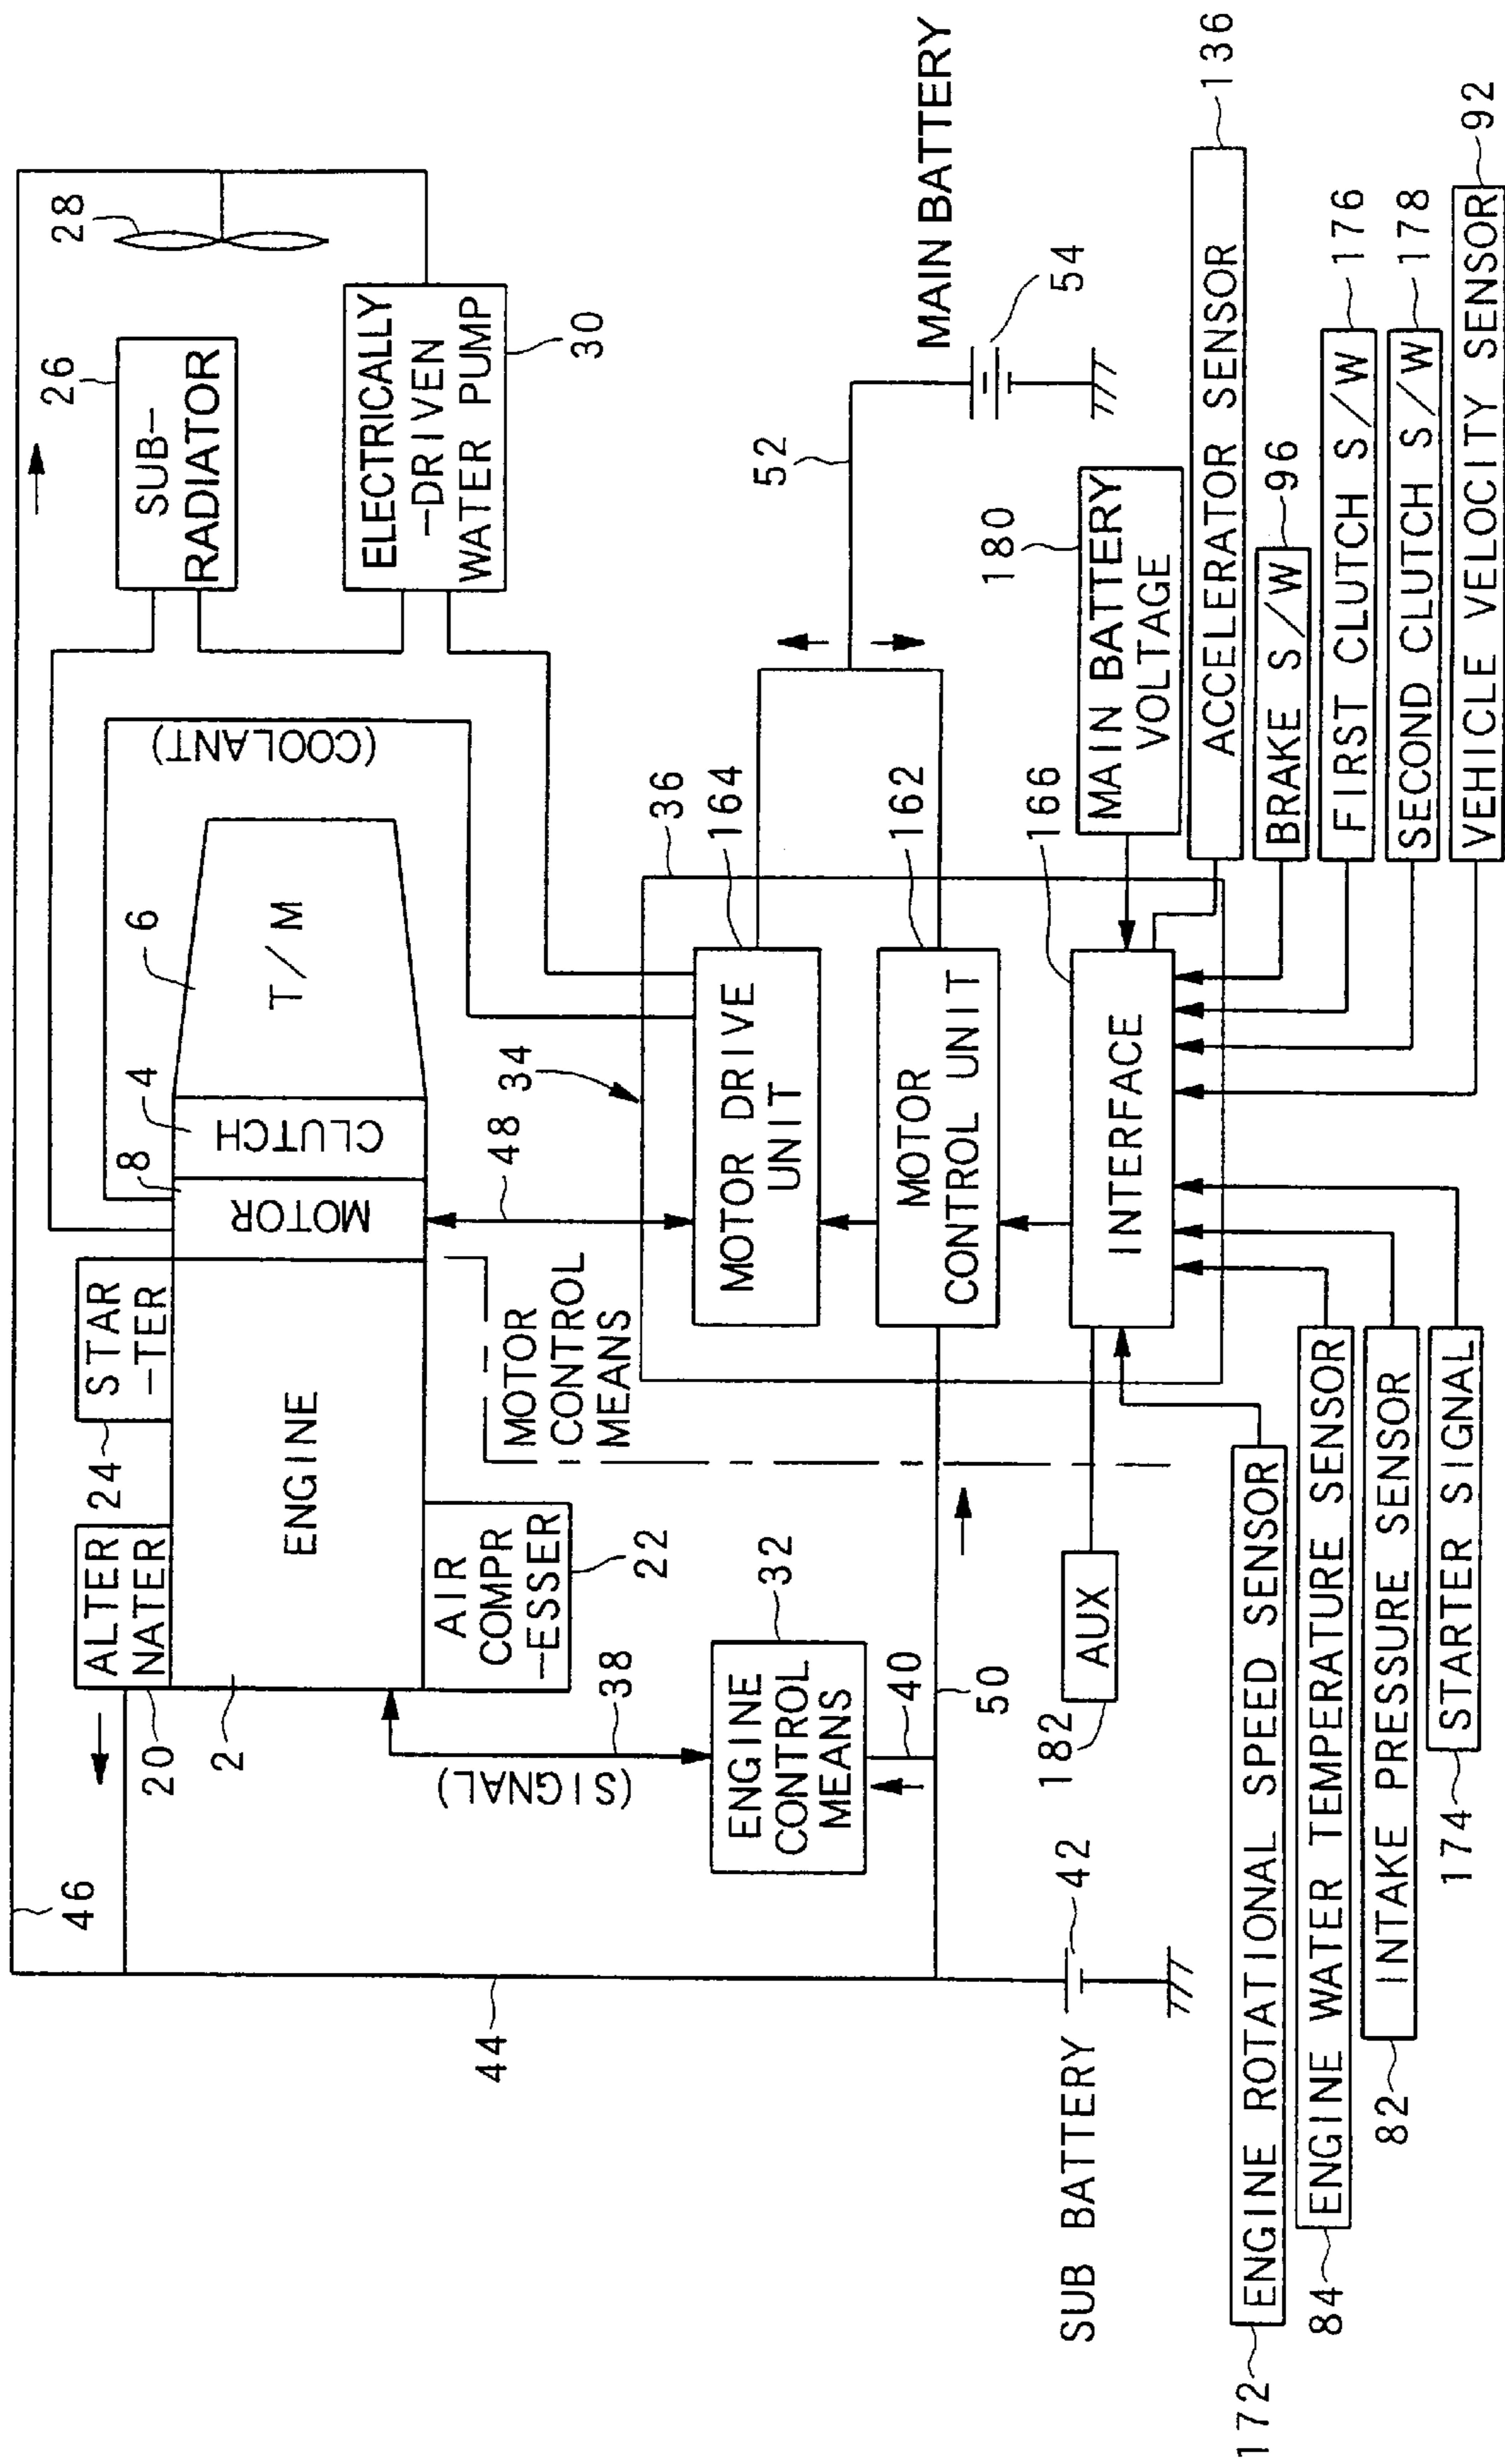 46
20
ALTER
NATER
24
STAR
-TER
28
26
SUB-
RADIATOR
2
ENGINE
8
MOTOR
4
CLUTCH
6
T/M
(COOLANT)
ELECTRICALLY
-DRIVEN
WATER PUMP
30
AIR
COMPR
-ESSER
22
38
(SIGNAL)
44
48
34
36
MOTOR
CONTROL
MEANS
32
ENGINE
CONTROL
MEANS
40
50
MOTOR DRIVE
UNIT
164
52
MAIN BATTERY
54
MOTOR
CONTROL UNIT
162
42
SUB BATTERY
182
AUX
INTERFACE
166
180
MAIN BATTERY
VOLTAGE
172
ENGINE ROTATIONAL SPEED SENSOR
ACCELERATOR SENSOR
136
84
ENGINE WATER TEMPERATURE SENSOR
BRAKE S/W
96
82
INTAKE PRESSURE SENSOR
FIRST CLUTCH S/W
176
174
STARTER SIGNAL
SECOND CLUTCH S/W
178
VEHICLE VELOCITY SENSOR
92